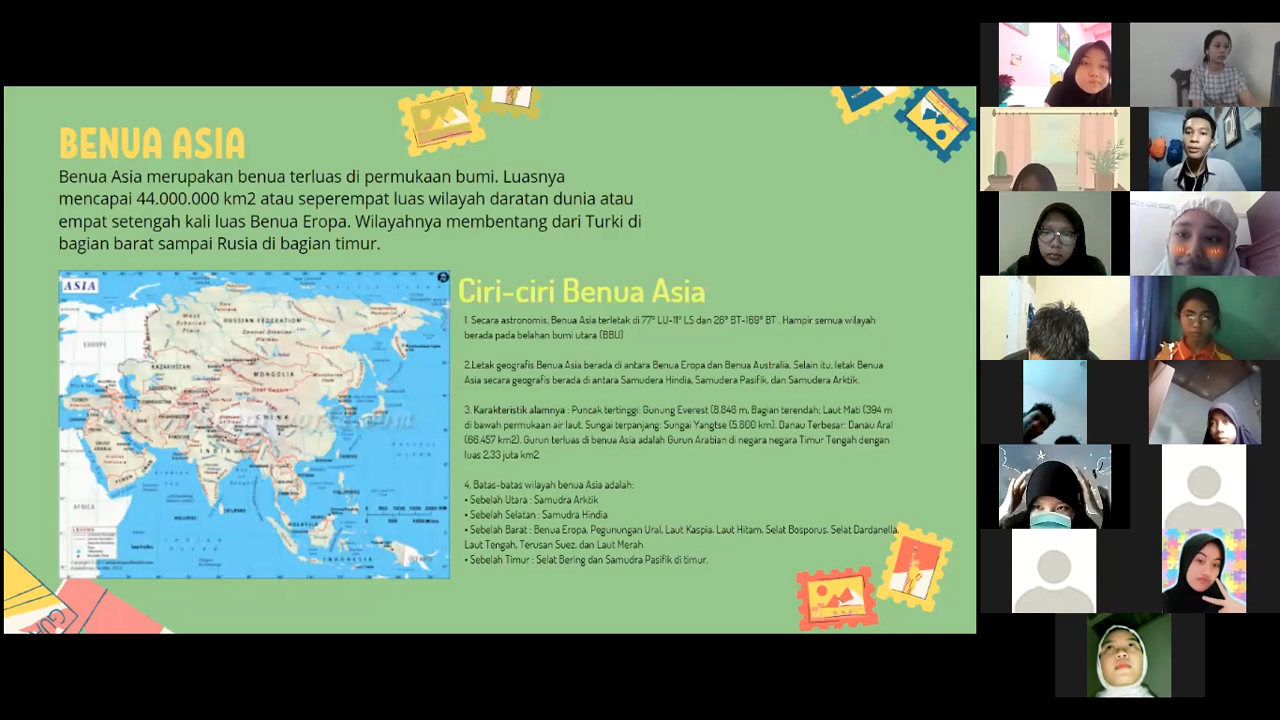 BENUA ASIA
Benua Asia merupakan benua terluas di permukaan bumi. Luasnya
mencapai 44.000.000 km2 atau seperempat luas wilayah daratan dunia atau
empat setengah kali luas Benua Eropa. Wilayahnya membentang dari Turki di
bagian barat sampai Rusia di bagian timur.
ASIA
RUSSIAN FEDERATION
EUROPE
KAZAKHSTAN
MONGOLIA
CHINA
INDIA
AFRICA
MALAYSIA
INDONESIA
Ciri-ciri Benua Asia
1. Secara astronomis, Benua Asia terletak di 77° LU-11° LS dan 26° BT-169° BT . Hampir semua wilayah
berada pada belahan bumi utara (BBU)
2.Letak geografis Benua Asia berada di antara Benua Eropa dan Benua Australia. Selain itu, letak Benua
Asia secara geografis berada di antara Samudera Hindia, Samudera Pasifik, dan Samudera Arktik.
3. Karakteristik alamnya : Puncak tertinggi: Gunung Everest (8.848 m, Bagian terendah: Laut Mati (394 m
di bawah permukaan air laut, Sungai terpanjang: Sungai Yangtse (5.800 km), Danau Terbesar: Danau Aral
(66.457 km2). Gurun terluas di benua Asia adalah Gurun Arabian di negara negara Timur Tengah dengan
luas 2,33 juta km2.
4. Batas-batas wilayah benua Asia adalah:
• Sebelah Utara : Samudra Arktik
• Sebelah Selatan : Samudra Hindia
• Sebelah Barat : Benua Eropa, Pegunungan Ural, Laut Kaspia, Laut Hitam, Selat Bosporus, Selat Dardanella,
Laut Tengah, Terusan Suez, dan Laut Merah
• Sebelah Timur : Selat Bering dan Samudra Pasifik di timur.